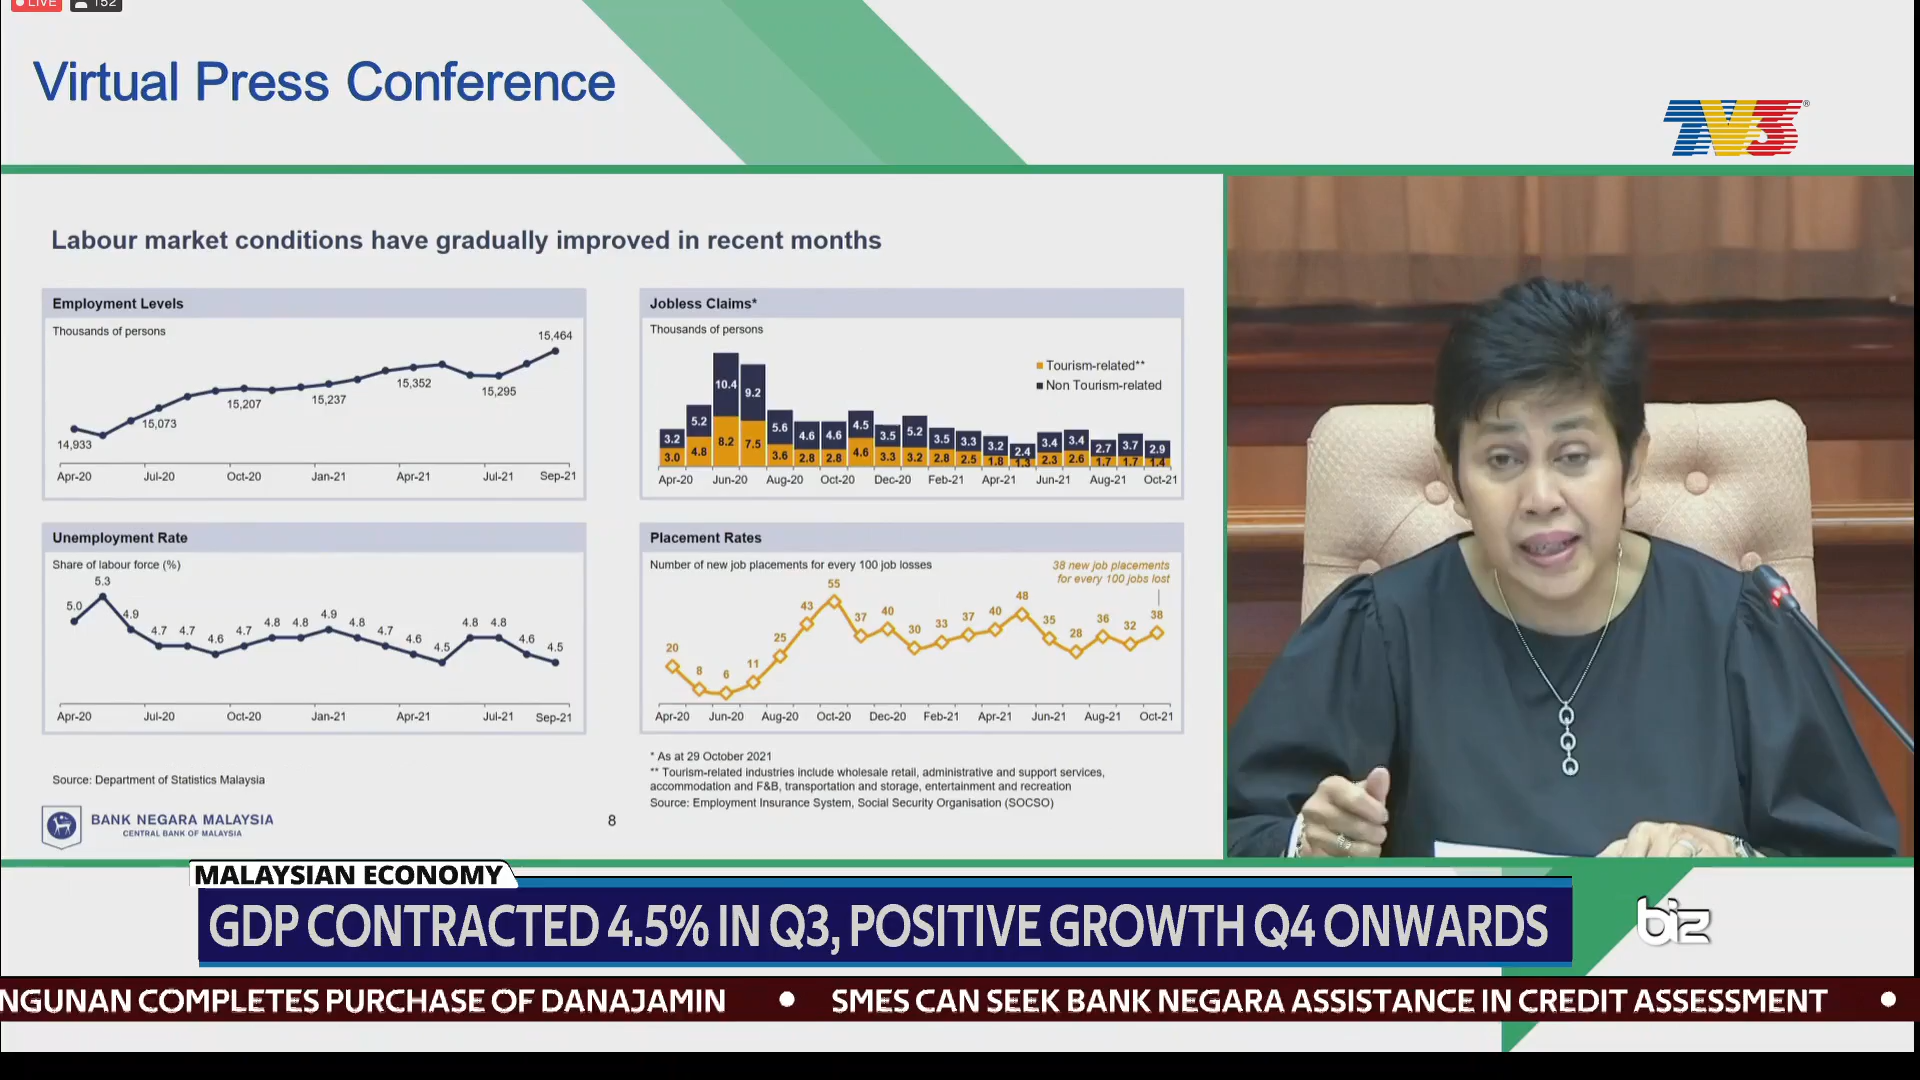 LIVE
152
Virtual Press Conference
TV3®
Labour market conditions have gradually improved in recent months
Employment Levels
Thousands of persons
14,933
15,073
15,207
15,237
15,352
15,295
15,464
Apr-20 Jul-20 Oct-20 Jan-21 Apr-21 Jul-21 Sep-21
Jobless Claims*
Thousands of persons
Tourism-related**
Non Tourism-related
3.2 5.2 10.4 9.2 5.6 4.6 4.6 4.5 3.5 5.2 3.5 3.3 3.2 2.4 3.4 3.4 2.7 3.7 2.9
3.0 4.8 8.2 7.5 3.6 2.8 2.8 4.6 3.3 3.2 2.8 2.5 1.8 1.3 2.3 2.6 1.7 1.7 1.4
Apr-20 Jun-20 Aug-20 Oct-20 Dec-20 Feb-21 Apr-21 Jun-21 Aug-21 Oct-21
Unemployment Rate
Share of labour force (%)
5.0 5.3 4.9 4.7 4.7 4.6 4.7 4.8 4.8 4.9 4.8 4.7 4.6 4.5 4.8 4.8 4.6 4.5
Apr-20 Jul-20 Oct-20 Jan-21 Apr-21 Jul-21 Sep-21
Placement Rates
Number of new job placements for every 100 job losses
38 new job placements
for every 100 jobs lost
20 8 6 11 25 43 55 37 40 30 33 37 40 48 35 28 36 32 38
Apr-20 Jun-20 Aug-20 Oct-20 Dec-20 Feb-21 Apr-21 Jun-21 Aug-21 Oct-21
* As at 29 October 2021
** Tourism-related industries include wholesale retail, administrative and support services,
accommodation and F&B, transportation and storage, entertainment and recreation
Source: Employment Insurance System, Social Security Organisation (SOCSO)
Source: Department of Statistics Malaysia
BANK NEGARA MALAYSIA
CENTRAL BANK OF MALAYSIA
8
MALAYSIAN ECONOMY
GDP CONTRACTED 4.5% IN Q3, POSITIVE GROWTH Q4 ONWARDS
biz
NGUNAN COMPLETES PURCHASE OF DANAJAMIN • SMES CAN SEEK BANK NEGARA ASSISTANCE IN CREDIT ASSESSMENT •